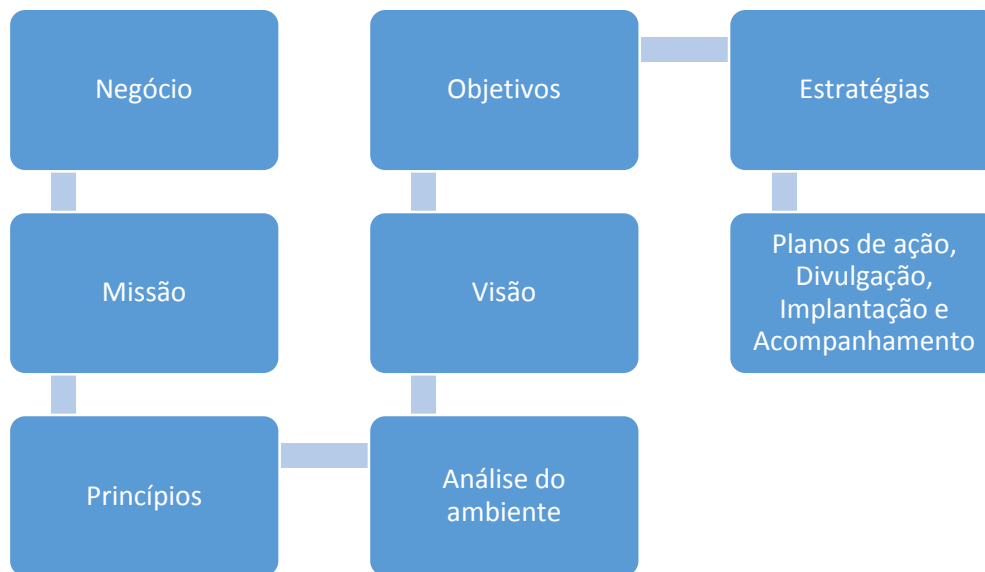 Negócio
Missão
Princípios
Análise do
ambiente
Visão
Objetivos
Estratégias
Planos de ação,
Divulgação,
Implantação e
Acompanhamento